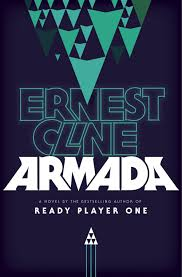 ERNEST
CLINE
ARMADA
A NOVEL BY THE BESTSELLING AUTHOR OF
READY PLAYER ONE